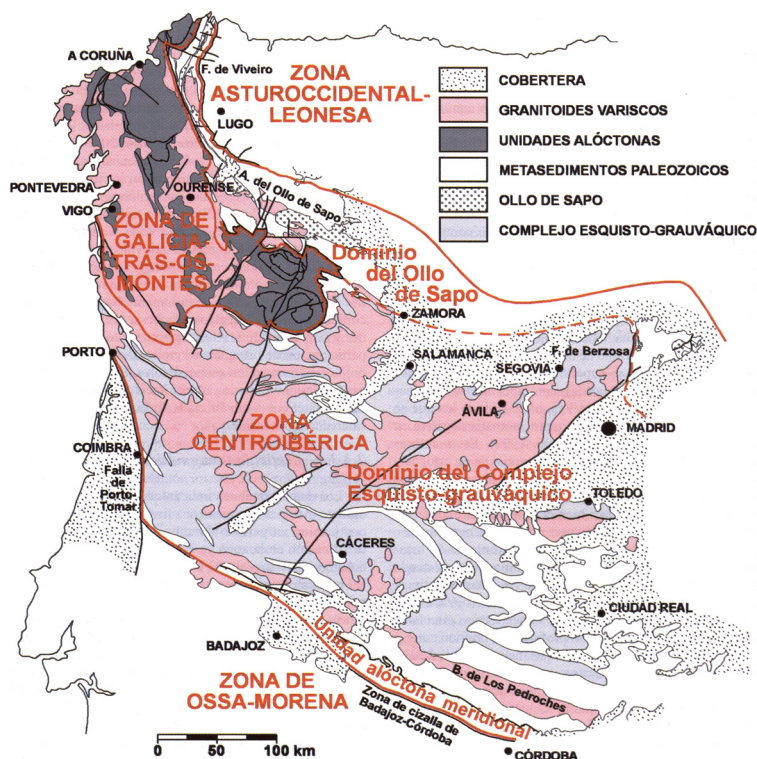 A CORUÑA
F. de Viveiro
ZONA
ASTUROCCIDENTAL-
LEONESA
LUGO
COBERTERA
GRANITOIDES VARISCOS
UNIDADES ALÓCTONAS
METASEDIMENTOS PALEOZOICOS
OLLO DE SAPO
COMPLEJO ESQUISTO-GRAUVÁQUICO
PONTEVEDRA
OURENSE
A. del Ollo de Sapo
VIGO
ZONA DE
GALICIA-
TRÁS-OS-
MONTES
Dominio
del Ollo
de Sapo
ZAMORA
PORTO
SALAMANCA
SEGOVIA
F. de Berzosa
ÁVILA
ZONA
CENTROIBÉRICA
MADRID
COIMBRA
Falla
de
Porto-
Tomar
Dominio del Complejo
Esquisto-grauváquico
TOLEDO
CÁCERES
CIUDAD REAL
BADAJOZ
Unidad alóctona meridional
B. de Los Pedroches
ZONA DE
OSSA-MORENA
Zona de cizalla de
Badajoz-Córdoba
0 50 100 km
CÓRDOBA